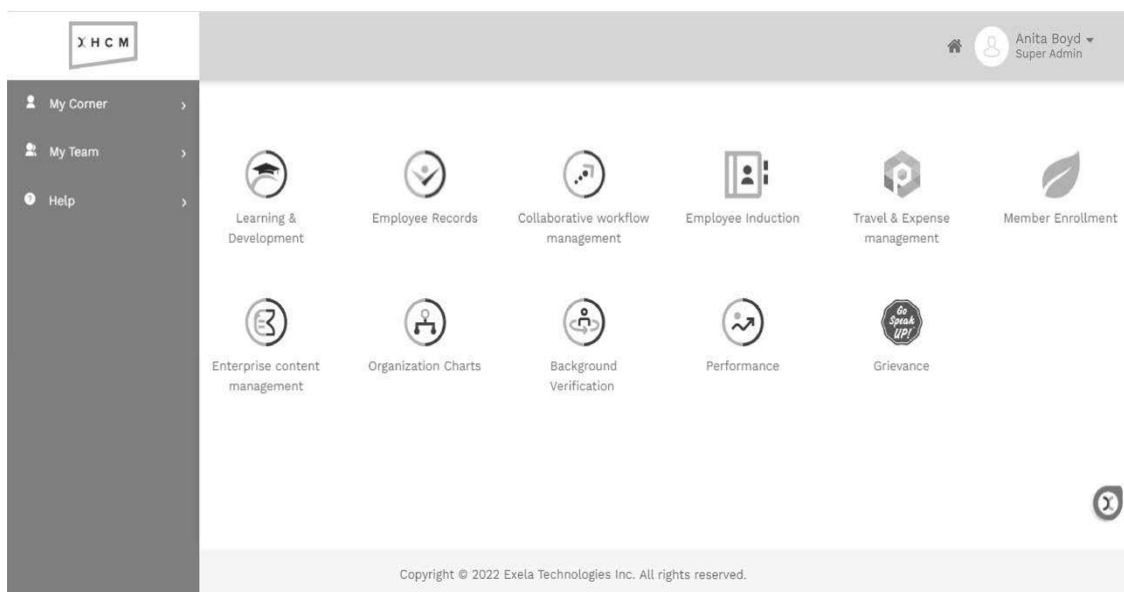 XHCM
Anita Boyd
Super Admin
My Corner
My Team
Help
Learning &
Development
Employee Records
Collaborative workflow
management
Employee Induction
Travel & Expense
management
Member Enrollment
Enterprise content
management
Organization Charts
Background
Verification
Performance
Go
Speak
UP!
Grievance
Copyright © 2022 Exela Technologies Inc. All rights reserved.